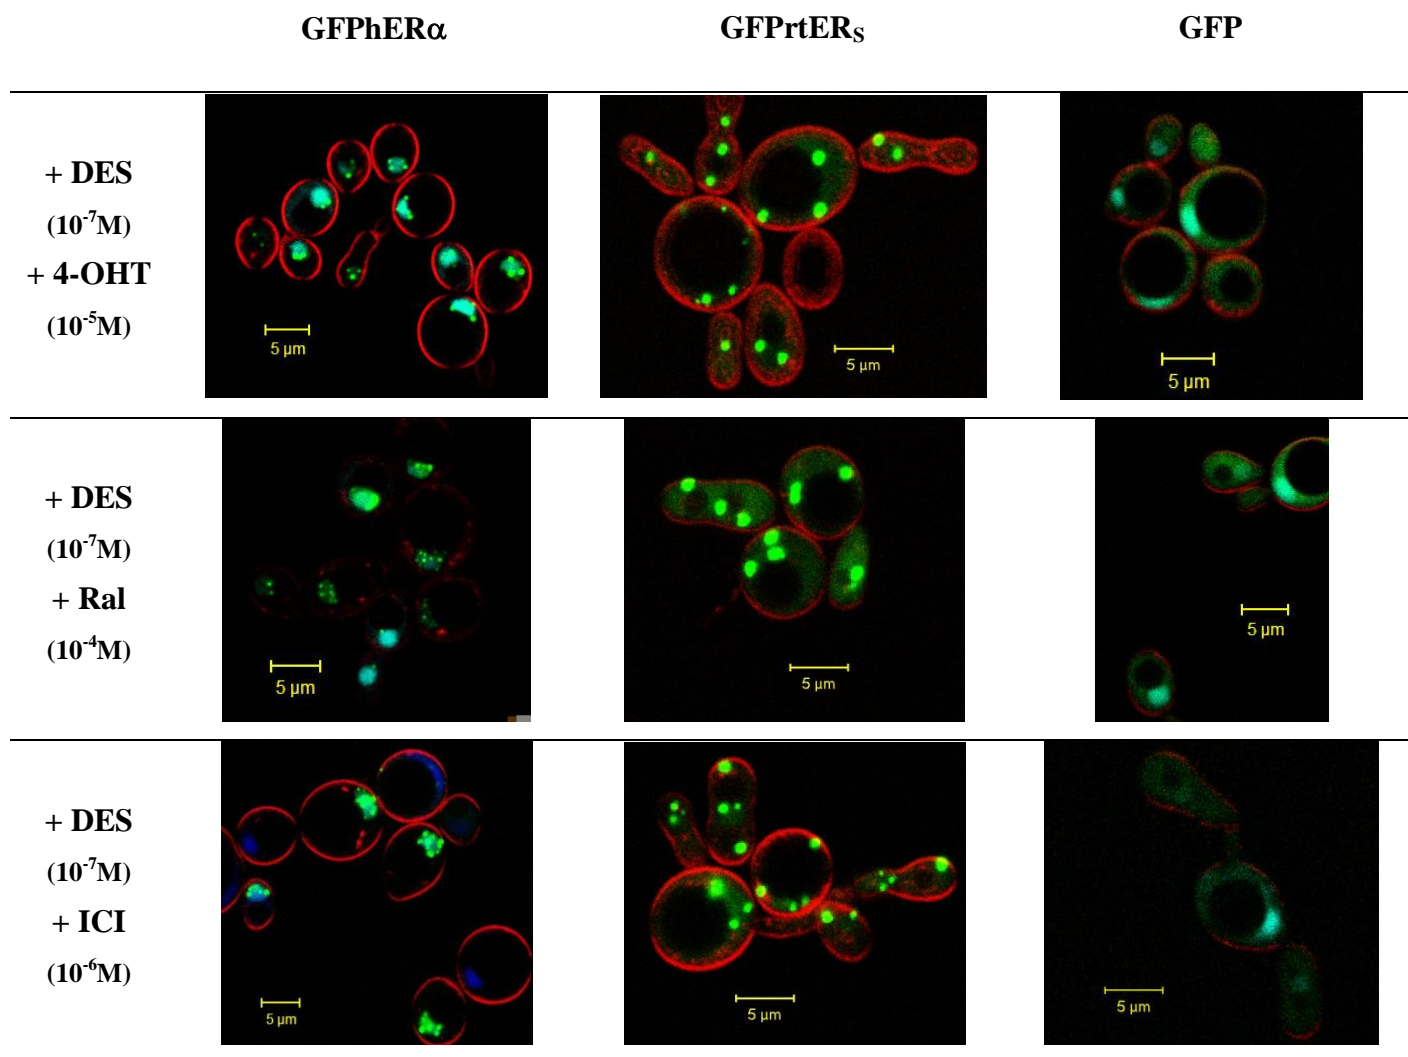 GFPhERα GFPrtERS GFP
+ DES
(10-7M)
+ 4-OHT
(10-5M)
5 µm 5 µm 5 µm
+ DES
(10-7M)
+ Ral
(10-4M)
5 µm 5 µm 5 µm
+ DES
(10-7M)
+ ICI
(10-6M)
5 µm 5 µm 5 µm